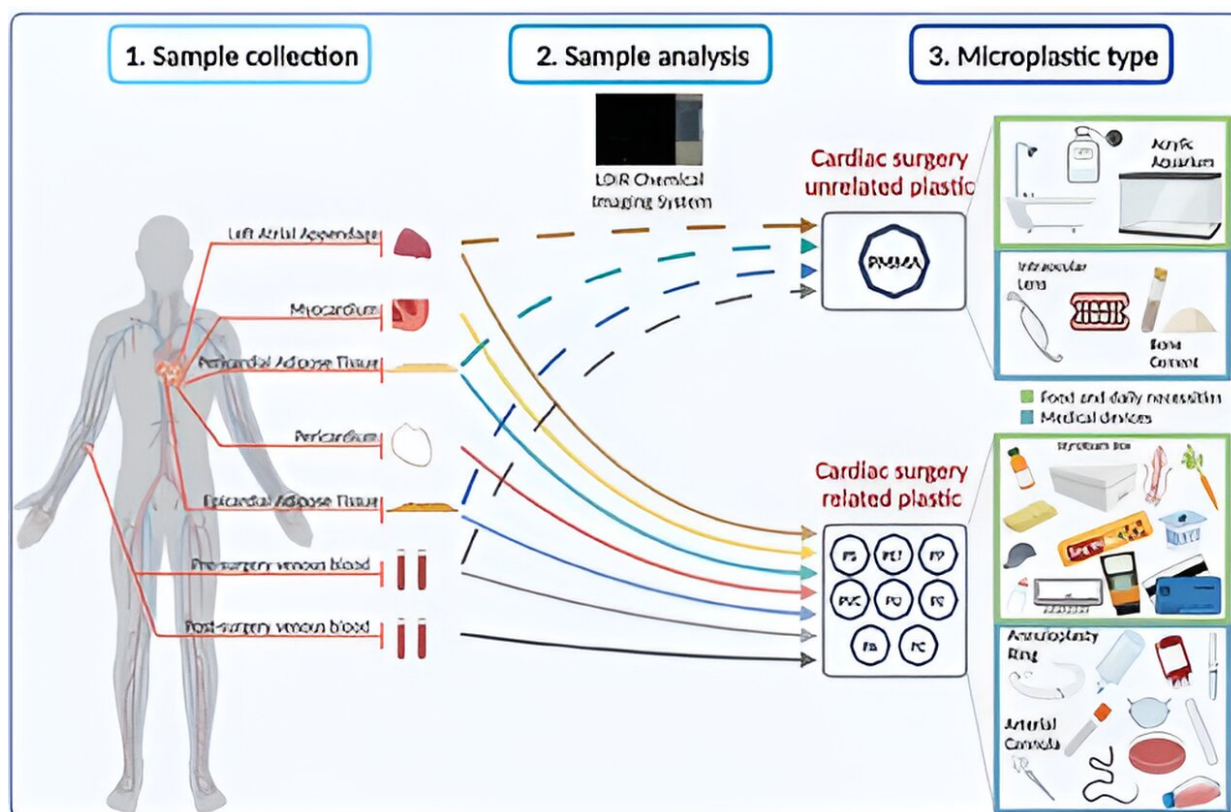 1. Sample collection
2. Sample analysis
3. Microplastic type
Chemical
Imaging System
Cardiac surgery
unrelated plastic
PMMA
Acrylic
Aquarium
Lens
Bone
Cement
Food and daily necessities
Medical devices
Left Atrial Appendage
Myocardium
Pericardial Adipose Tissue
Pericardium
Epicardial Adipose Tissue
Pre-surgery venous blood
Post-surgery venous blood
Cardiac surgery
related plastic
PS PET PP
PVC PU
PA PC
Annuloplasty
Ring
Arterial
Cannula